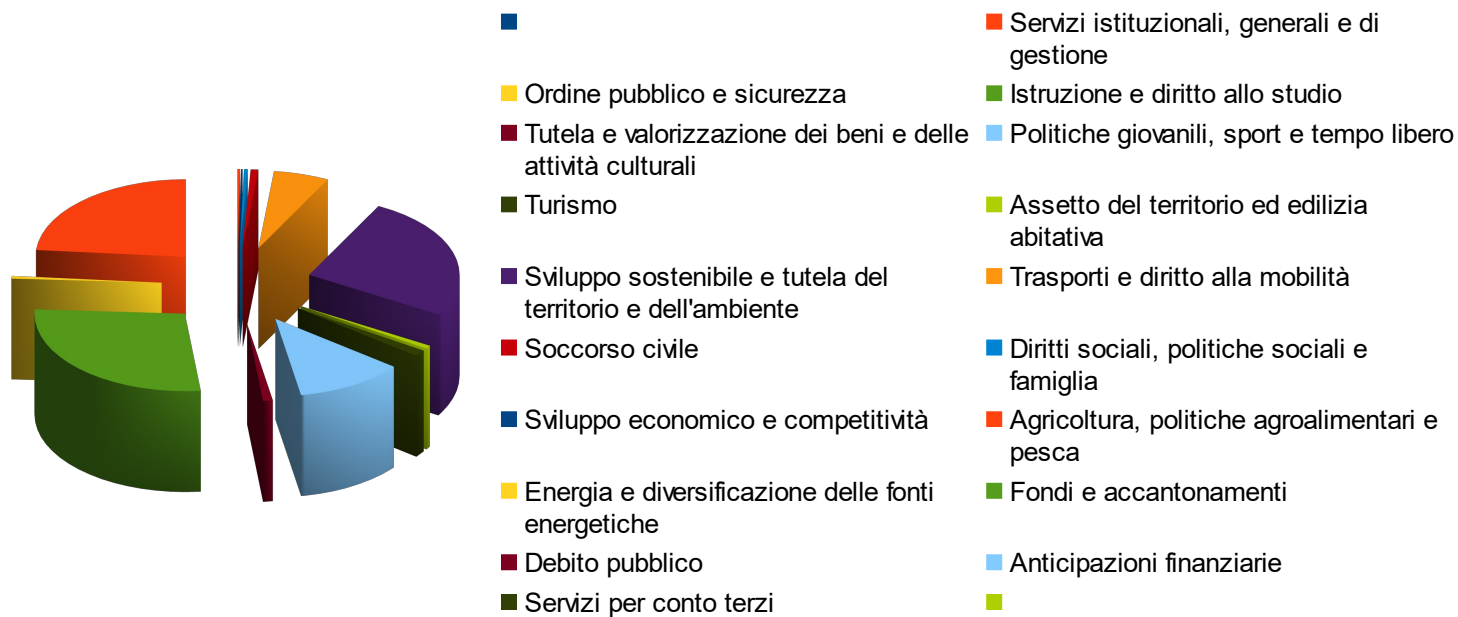 Servizi istituzionali, generali e di
gestione
Ordine pubblico e sicurezza
Istruzione e diritto allo studio
Tutela e valorizzazione dei beni e delle
attività culturali
Politiche giovanili, sport e tempo libero
Turismo
Assetto del territorio ed edilizia
abitativa
Sviluppo sostenibile e tutela del
territorio e dell'ambiente
Trasporti e diritto alla mobilità
Soccorso civile
Diritti sociali, politiche sociali e
famiglia
Sviluppo economico e competitività
Agricoltura, politiche agroalimentari e
pesca
Energia e diversificazione delle fonti
energetiche
Fondi e accantonamenti
Debito pubblico
Anticipazioni finanziarie
Servizi per conto terzi